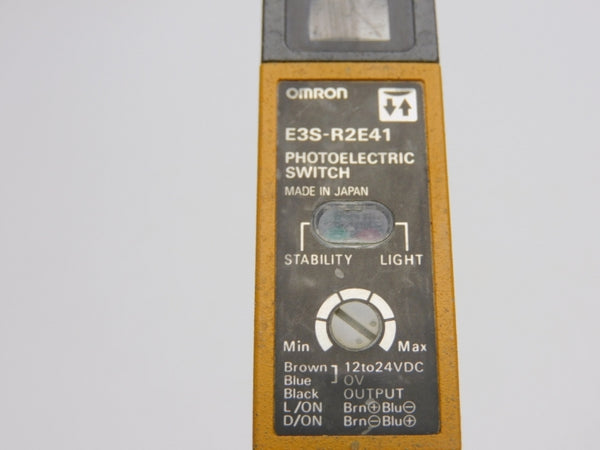 OMRON
E3S-R2E41
PHOTOELECTRIC
SWITCH
MADE IN JAPAN
STABILITY LIGHT
Min Max
Brown 12to24VDC
Blue 0V
Black OUTPUT
L/ON Brn⊕Blu⊖
D/ON Brn⊖Blu⊕